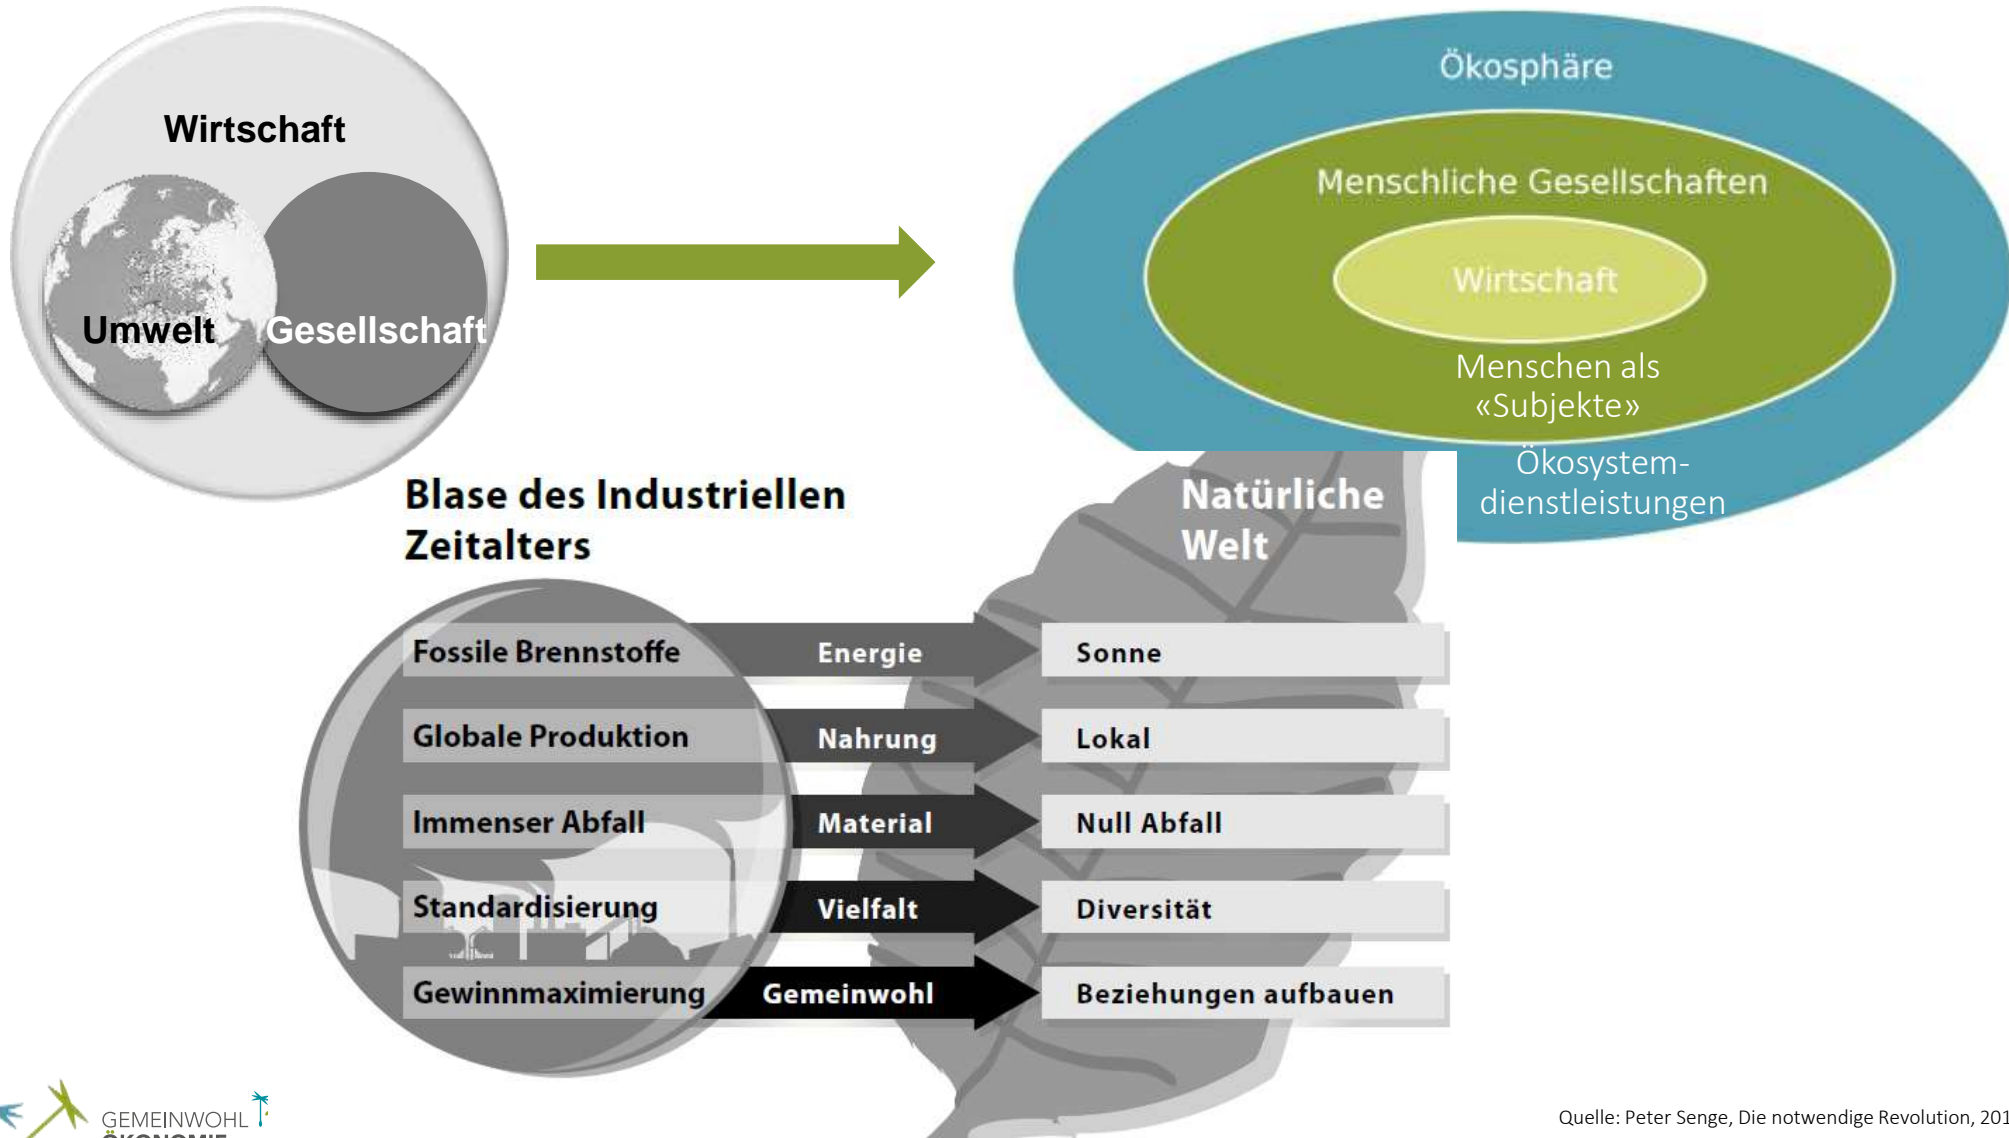 Wirtschaft
Umwelt
Gesellschaft
Ökosphäre
Menschliche Gesellschaften
Wirtschaft
Menschen als
«Subjekte»
Ökosystem-
dienstleistungen
Blase des Industriellen
Zeitalters
Natürliche
Welt
Fossile Brennstoffe
Energie
Sonne
Globale Produktion
Nahrung
Lokal
Immenser Abfall
Material
Null Abfall
Standardisierung
Vielfalt
Diversität
Gewinnmaximierung
Gemeinwohl
Beziehungen aufbauen
GEMEINWOHL
ÖKONOMIE
Quelle: Peter Senge, Die notwendige Revolution, 201